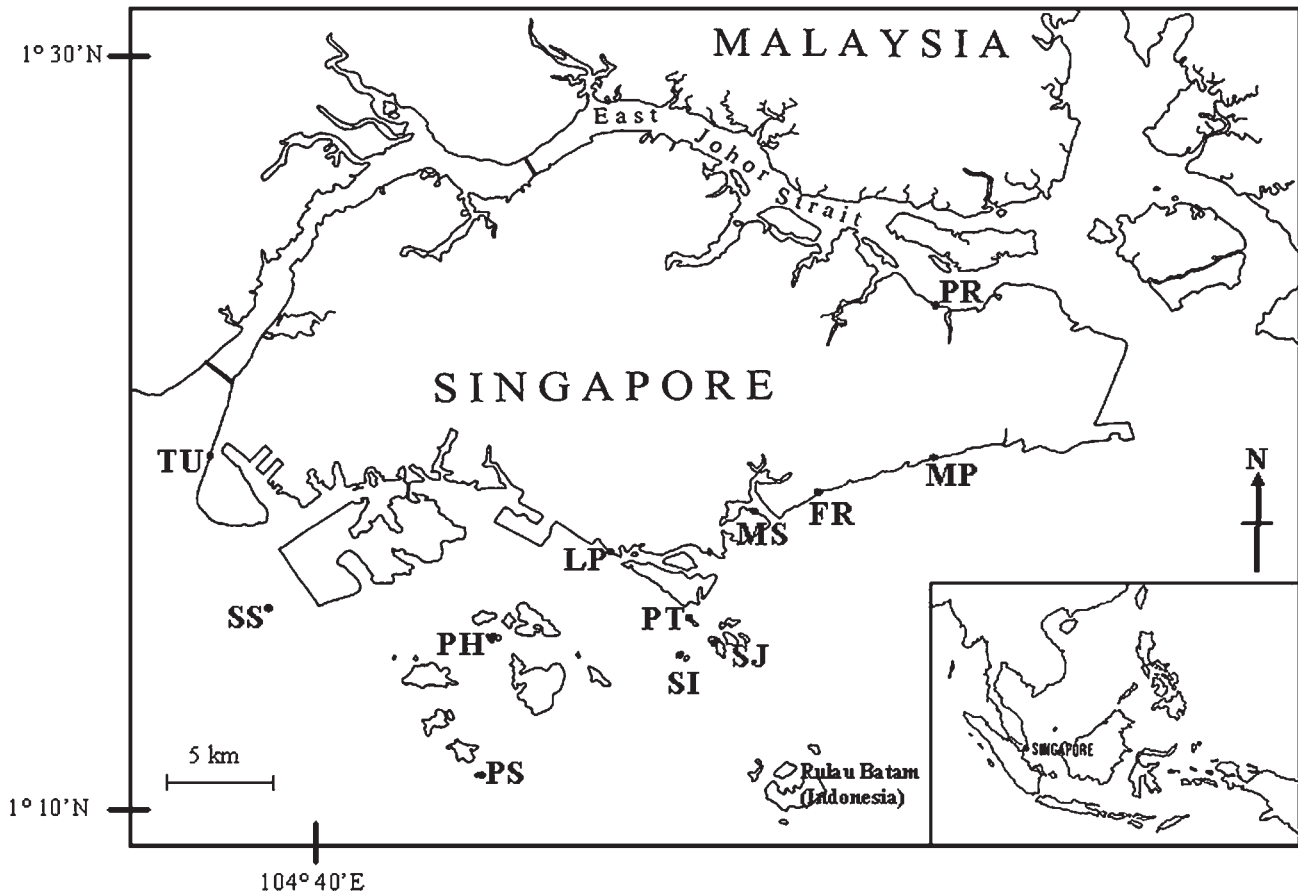 1° 30'N
MALAYSIA
East Johor Strait
PR
SINGAPORE
TU
MP
N
FR
MS
LP
SS
PT
PH
SJ
SI
5 km
PS
Rulau Batam
(Indonesia)
SINGAPORE
1° 10'N
104° 40'E